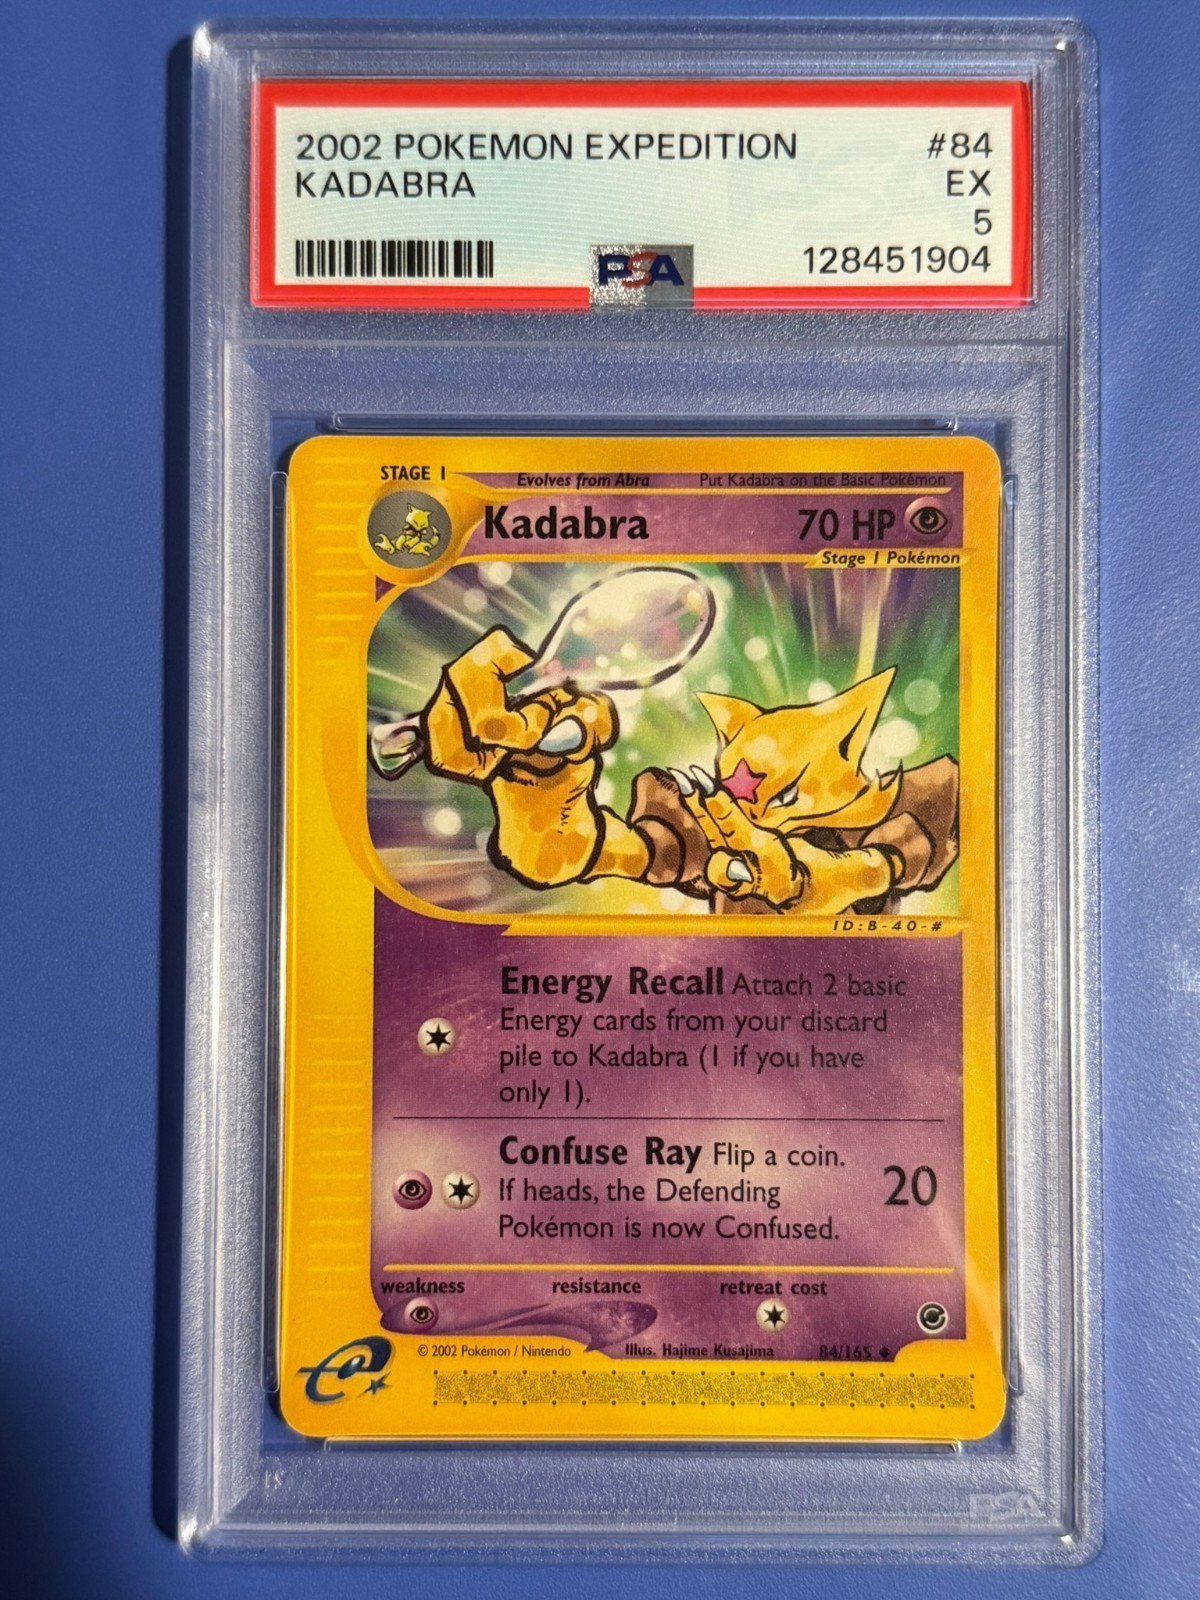 2002 POKEMON EXPEDITION #84
KADABRA EX
5
PSA 128451904
STAGE 1 Evolves from Abra Put Kadabra on the Basic Pokémon
Kadabra 70 HP
Stage 1 Pokémon
ID:B-40-#
Energy Recall Attach 2 basic
Energy cards from your discard
pile to Kadabra (1 if you have
only 1).
Confuse Ray Flip a coin.
If heads, the Defending 20
Pokémon is now Confused.
weakness resistance retreat cost
© 2002 Pokémon / Nintendo Illus. Hajime Kusajima 84/165
e
LS
PSA